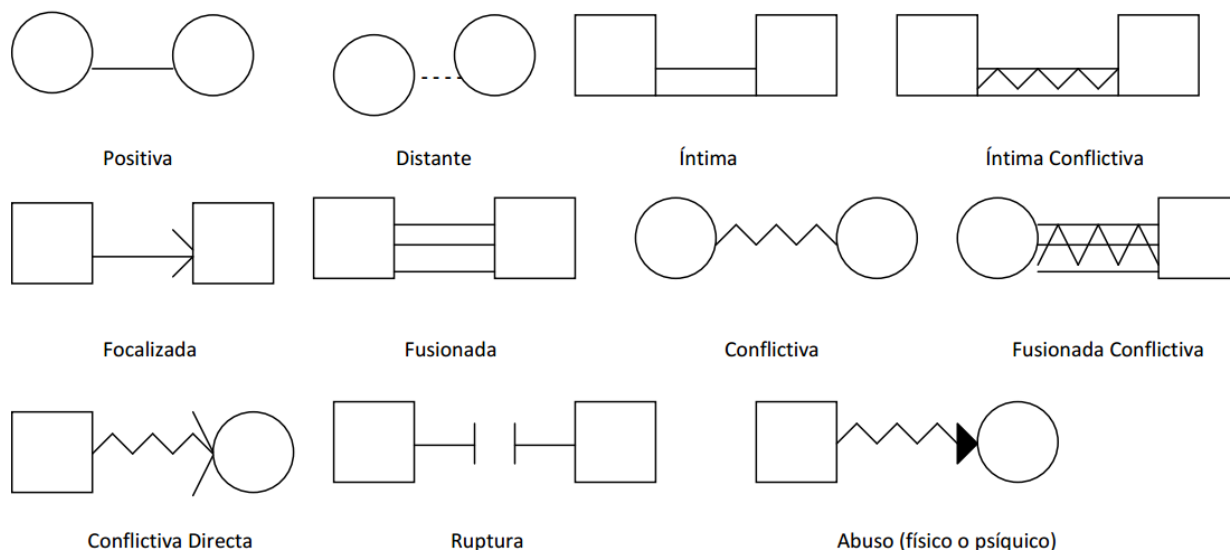 Positiva
Distante
Íntima
Íntima Conflictiva
Focalizada
Fusionada
Conflictiva
Fusionada Conflictiva
Conflictiva Directa
Ruptura
Abuso (físico o psíquico)